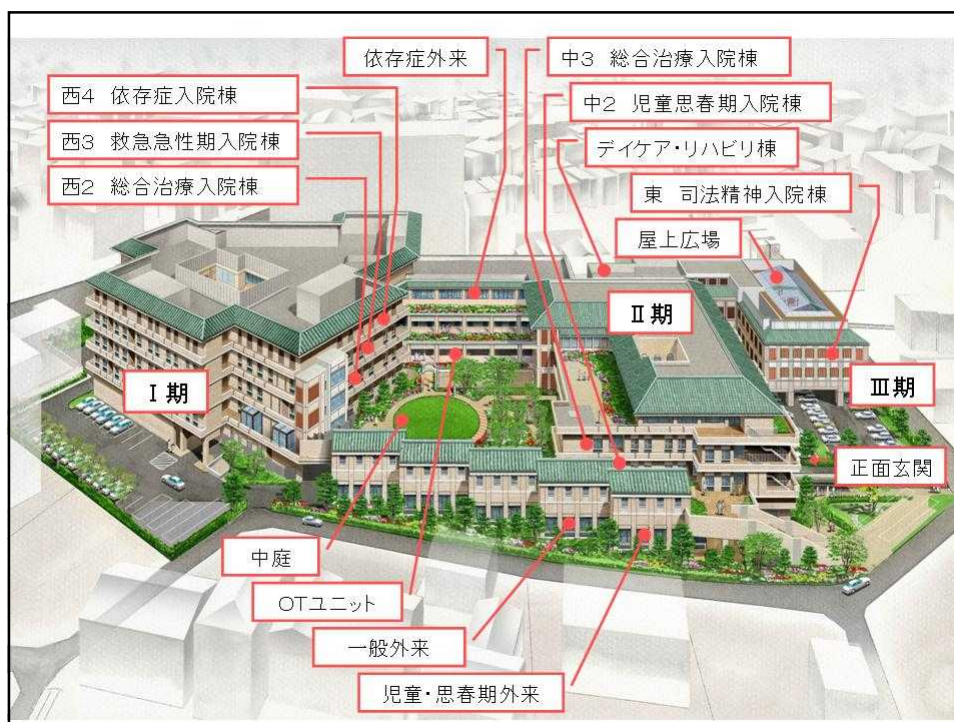 依存症外来
中3 総合治療入院棟
西4 依存症入院棟
中2 児童思春期入院棟
西3 救急急性期入院棟
デイケア・リハビリ棟
西2 総合治療入院棟
東 司法精神入院棟
屋上広場
Ⅱ期
Ⅰ期
Ⅲ期
正面玄関
中庭
OTユニット
一般外来
児童・思春期外来